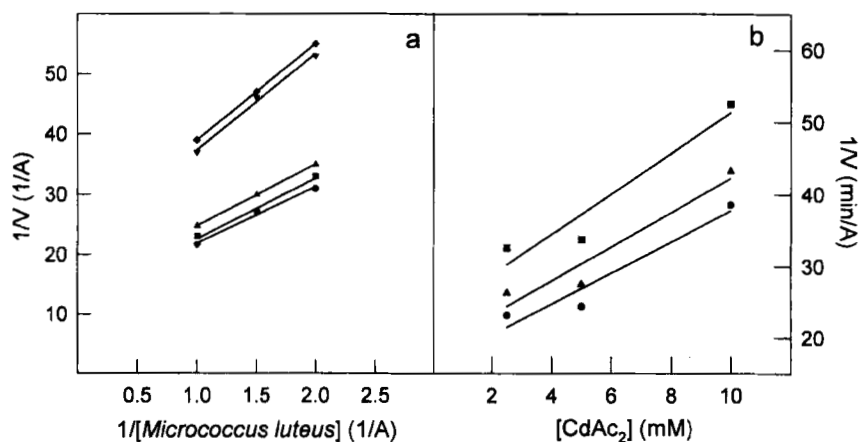 a
b
50
40
30
20
10
1/V (1/A)
0.5 1.0 1.5 2.0 2.5
1/[Micrococcus luteus] (1/A)
60
50
40
30
20
1/V (min/A)
2 4 6 8 10
[CdAc₂] (mM)